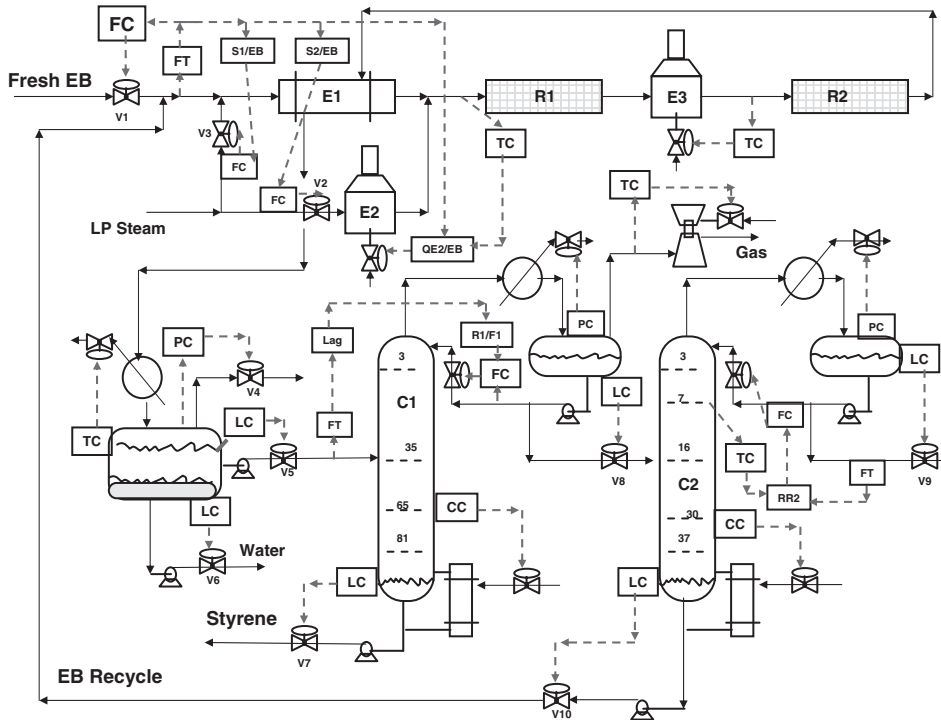 FC
S1/EB
S2/EB
FT
Fresh EB
E1
R1
E3
R2
V1
V3
TC
TC
FC
FC
V2
TC
LP Steam
E2
QE2/EB
Gas
Lag
R1/F1
PC
PC
PC
3
3
LC
FC
LC
V4
C1
7
FC
LC
TC
FT
35
16
TC
FT
V5
V8
V9
C2
RR2
LC
65
CC
30
CC
Water
81
37
V6
LC
LC
Styrene
V7
EB Recycle
V10